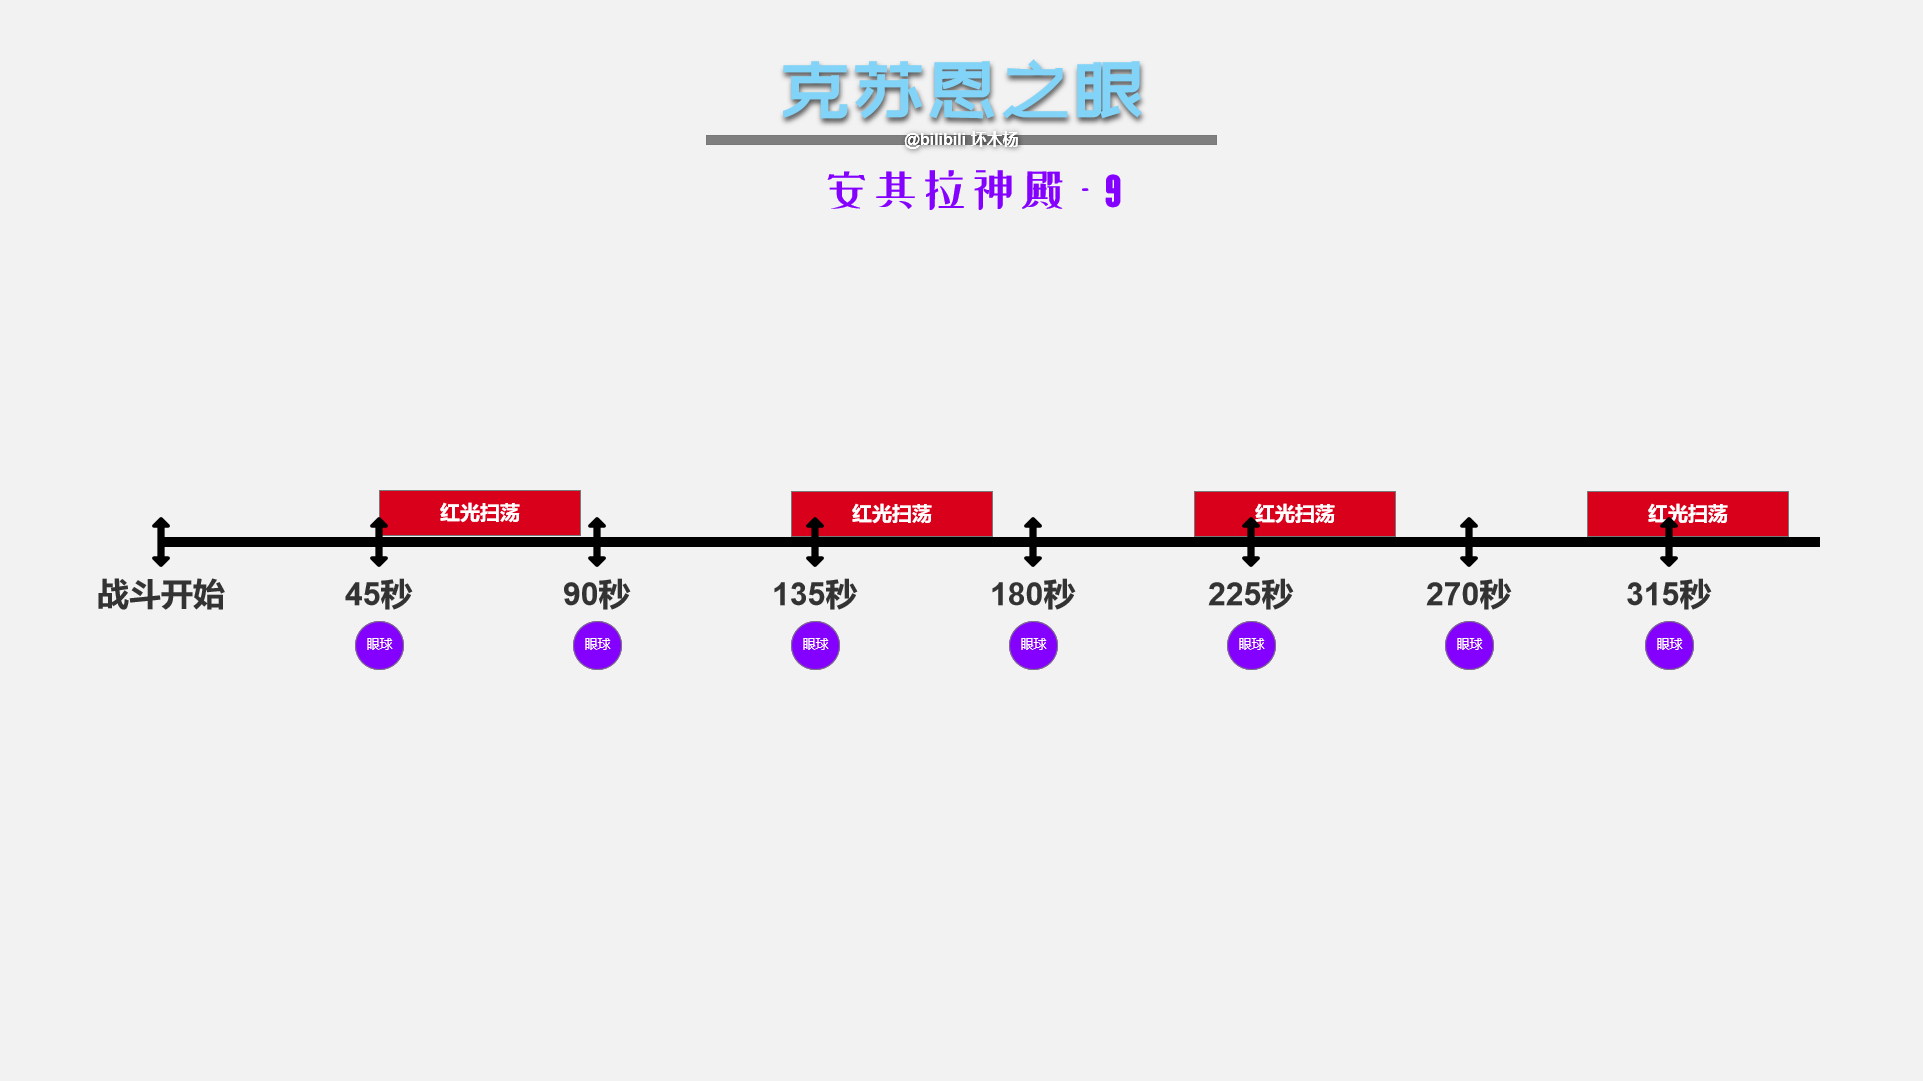 克苏恩之眼
@bilibili 坏木杨
安其拉神殿 - 9
红光扫荡 红光扫荡 红光扫荡 红光扫荡
战斗开始 45秒 90秒 135秒 180秒 225秒 270秒 315秒
眼球 眼球 眼球 眼球 眼球 眼球 眼球